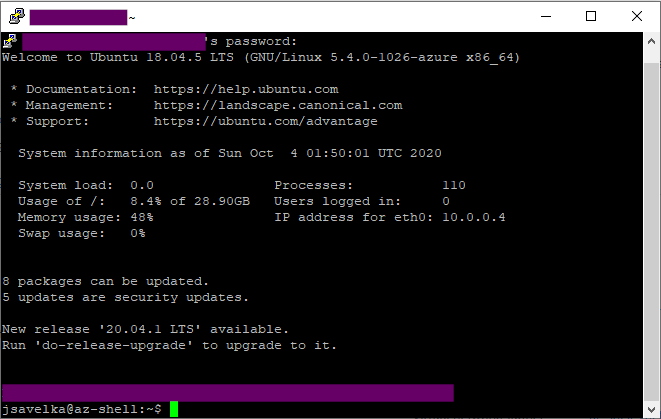 ~
's password:
Welcome to Ubuntu 18.04.5 LTS (GNU/Linux 5.4.0-1026-azure x86_64)
* Documentation:  https://help.ubuntu.com
* Management:     https://landscape.canonical.com
* Support:        https://ubuntu.com/advantage
System information as of Sun Oct  4 01:50:01 UTC 2020
System load:  0.0               Processes:           110
Usage of /:   8.4% of 28.90GB   Users logged in:     0
Memory usage: 48%               IP address for eth0: 10.0.0.4
Swap usage:   0%
8 packages can be updated.
5 updates are security updates.
New release '20.04.1 LTS' available.
Run 'do-release-upgrade' to upgrade to it.
jsavelka@az-shell:~$